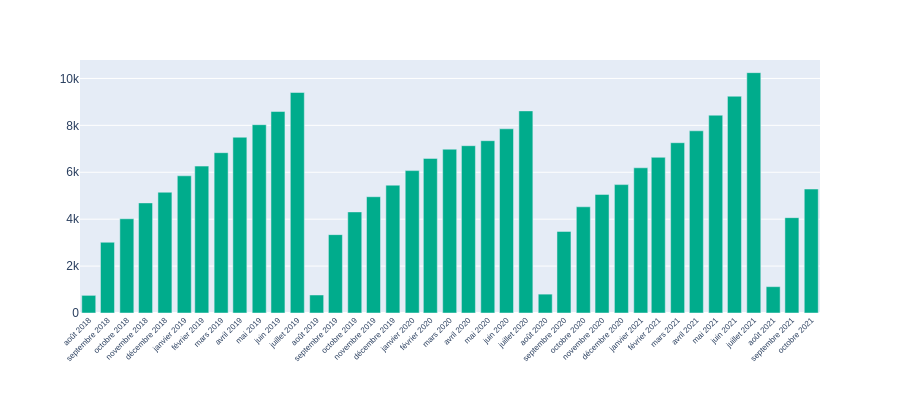 10k
8k
6k
4k
2k
0
août 2018
septembre 2018
octobre 2018
novembre 2018
décembre 2018
janvier 2019
février 2019
mars 2019
avril 2019
mai 2019
juin 2019
juillet 2019
août 2019
septembre 2019
octobre 2019
novembre 2019
décembre 2019
janvier 2020
février 2020
mars 2020
avril 2020
mai 2020
juin 2020
juillet 2020
août 2020
septembre 2020
octobre 2020
novembre 2020
décembre 2020
janvier 2021
février 2021
mars 2021
avril 2021
mai 2021
juin 2021
juillet 2021
août 2021
septembre 2021
octobre 2021